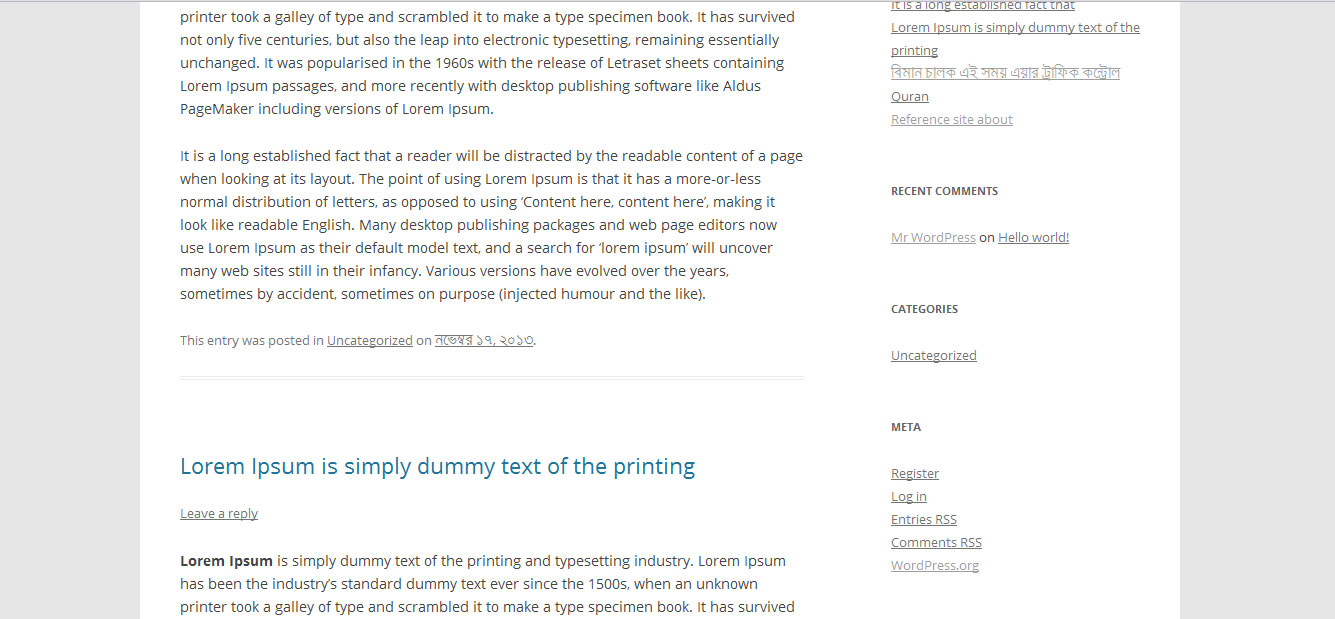 printer took a galley of type and scrambled it to make a type specimen book. It has survived
not only five centuries, but also the leap into electronic typesetting, remaining essentially
unchanged. It was popularised in the 1960s with the release of Letraset sheets containing
Lorem Ipsum passages, and more recently with desktop publishing software like Aldus
PageMaker including versions of Lorem Ipsum.
It is a long established fact that a reader will be distracted by the readable content of a page
when looking at its layout. The point of using Lorem Ipsum is that it has a more-or-less
normal distribution of letters, as opposed to using ‘Content here, content here’, making it
look like readable English. Many desktop publishing packages and web page editors now
use Lorem Ipsum as their default model text, and a search for ‘lorem ipsum’ will uncover
many web sites still in their infancy. Various versions have evolved over the years,
sometimes by accident, sometimes on purpose (injected humour and the like).
This entry was posted in Uncategorized on নভেম্বর ১৭, ২০১৩.
Lorem Ipsum is simply dummy text of the printing
Leave a reply
Lorem Ipsum is simply dummy text of the printing and typesetting industry. Lorem Ipsum
has been the industry’s standard dummy text ever since the 1500s, when an unknown
printer took a galley of type and scrambled it to make a type specimen book. It has survived
It is a long established fact that
Lorem Ipsum is simply dummy text of the
printing
বিমান চালক এই সময় এয়ার ট্রাফিক কন্ট্রোল
Quran
Reference site about
RECENT COMMENTS
Mr WordPress on Hello world!
CATEGORIES
Uncategorized
META
Register
Log in
Entries RSS
Comments RSS
WordPress.org